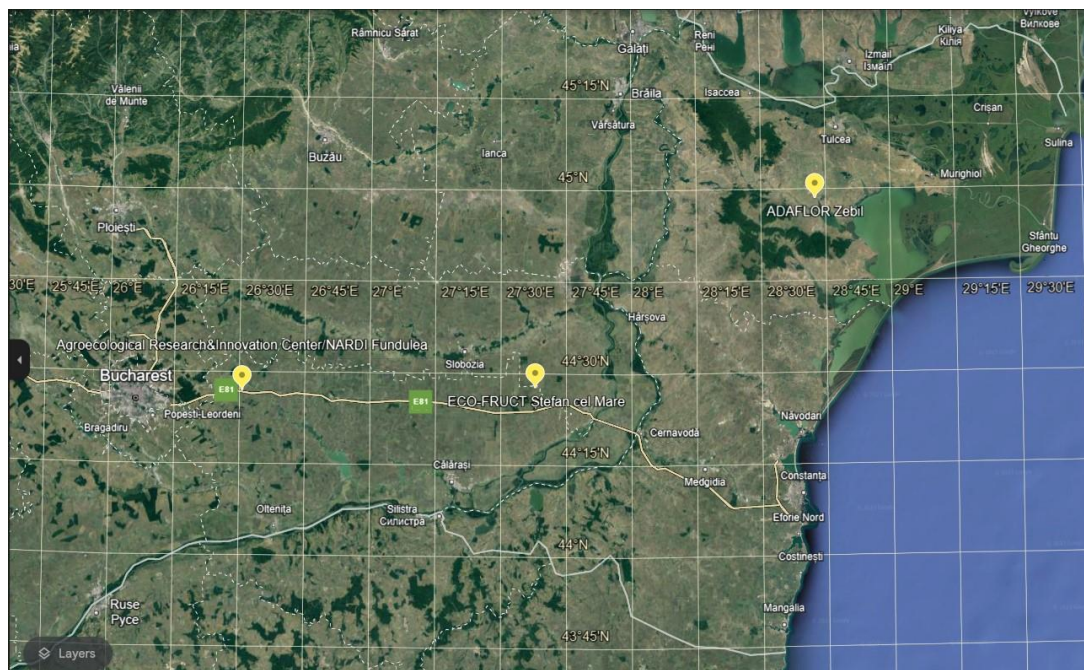 Râmnicu Sărat
Galați
Reni
Рені
Izmail
Ізмаїл
Kiliya
Кілія
Vylkove
Вилкове
Vălenii
de Munte
45°15'N
Brăila
Isaccea
Crișan
Vărsătura
Tulcea
Sulina
Buzău
Ianca
45°N
Murighiol
ADAFLOR Zebil
Ploiești
Sfântu
Gheorghe
30'E
25°45'E
26°E
26°15'E
26°30'E
26°45'E
27°E
27°15'E
27°30'E
27°45'E
28°E
28°15'E
28°30'E
28°45'E
29°E
29°15'E
29°30'E
Hârșova
Agroecological Research&Innovation Center/NARDI Fundulea
Slobozia
44°30'N
Bucharest
E81
E81
ECO-FRUCT Stefan cel Mare
Popești-Leordeni
Năvodari
Bragadiru
Cernavodă
44°15'N
Călărași
Medgidia
Constanța
Oltenița
Silistra
Силистра
Eforie Nord
44°N
Costinești
Ruse
Русе
Mangalia
43°45'N
Layers